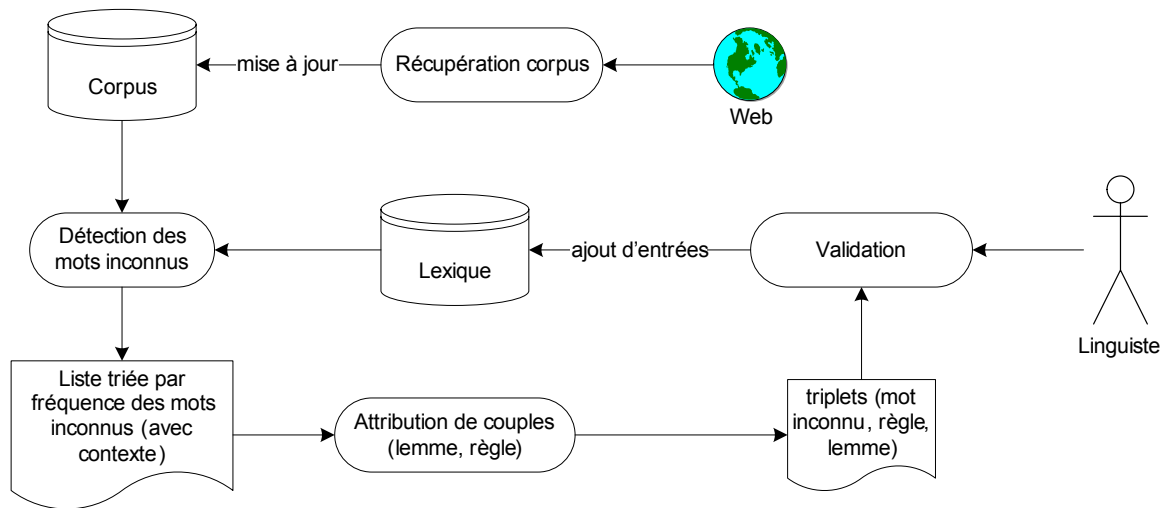 Corpus
mise à jour
Récupération corpus
Web
Détection des
mots inconnus
Lexique
ajout d'entrées
Validation
Linguiste
Liste triée par
fréquence des mots
inconnus (avec
contexte)
Attribution de couples
(lemme, règle)
triplets (mot
inconnu, règle,
lemme)